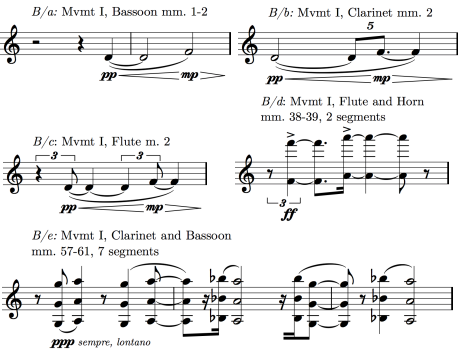 B/a: Mvmt I, Bassoon mm. 1-2
B/b: Mvmt I, Clarinet mm. 2
5
pp mp
pp mp
B/d: Mvmt I, Flute and Horn
mm. 38-39, 2 segments
B/c: Mvmt I, Flute m. 2
3 3
pp mp
3
ff
B/e: Mvmt I, Clarinet and Bassoon
mm. 57-61, 7 segments
ppp sempre, lontano